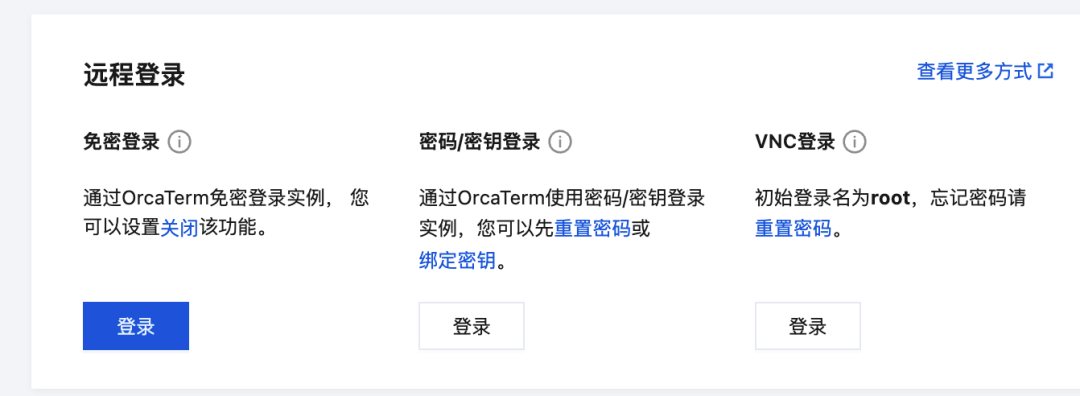 远程登录
查看更多方式
免密登录
通过OrcaTerm免密登录实例， 您
可以设置关闭该功能。
登录
密码/密钥登录
通过OrcaTerm使用密码/密钥登录
实例，您可以先重置密码或
绑定密钥。
登录
VNC登录
初始登录名为root，忘记密码请
重置密码。
登录